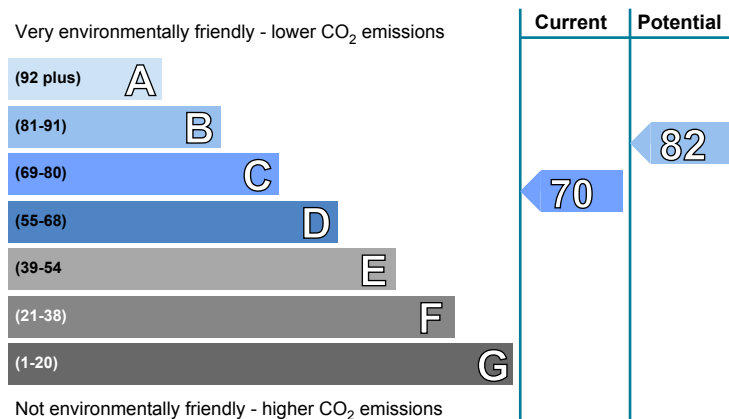 Very environmentally friendly - lower CO2 emissions
Current
Potential
(92 plus) A
(81-91) B
(69-80) C
(55-68) D
(39-54 E
(21-38) F
(1-20) G
70
82
Not environmentally friendly - higher CO2 emissions